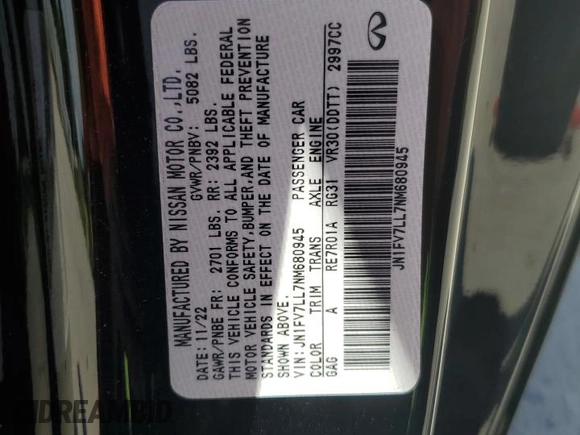 MANUFACTURED BY NISSAN MOTOR CO.,LTD.
11/22 GVWR/PNBV: 5082 LBS.
GAWR/PNBE FR: 2701 LBS. RR: 2392 LBS.
THIS VEHICLE CONFORMS TO ALL APPLICABLE FEDERAL
MOTOR VEHICLE SAFETY,BUMPER,AND THEFT PREVENTION
STANDARDS IN EFFECT ON THE DATE OF MANUFACTURE
SHOWN ABOVE.
VIN:JN1FV7LL7NM680945 PASSENGER CAR
COLOR TRIM TRANS AXLE ENGINE
GAG A RE7R01A RG31 VR30(DDTT) 2997CC
JN1FV7LL7NM680945
DREAMBID